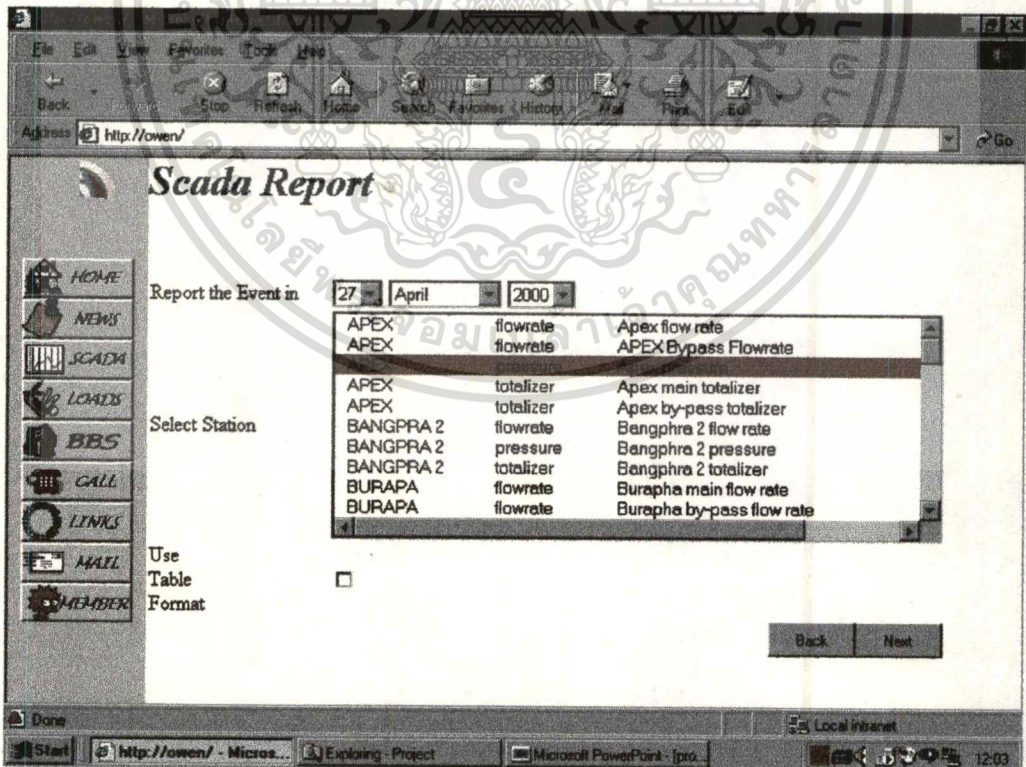 File Edit View Favorites Tools Help
Back Forward Stop Refresh Home Search Favorites History Mail Print Edit
Address http://owen/ Go
Scada Report
HOME
NEWS
SCADA
LOADS
BBS
CALL
LINKS
MAIL
MEMBER
Report the Event in 27 April 2000
Select Station
APEX flowrate Apex flow rate
APEX flowrate APEX Bypass Flowrate
APEX totalizer Apex main totalizer
APEX totalizer Apex by-pass totalizer
BANGPRA 2 flowrate Bangphra 2 flow rate
BANGPRA 2 pressure Bangphra 2 pressure
BANGPRA 2 totalizer Bangphra 2 totalizer
BURAPA flowrate Burapha main flow rate
BURAPA flowrate Burapha by-pass flow rate
Use
Table
Format
Back Next
Done Local intranet
Start http://owen/ - Micros... Exploring - Project Microsoft PowerPoint - [pro... 12:03